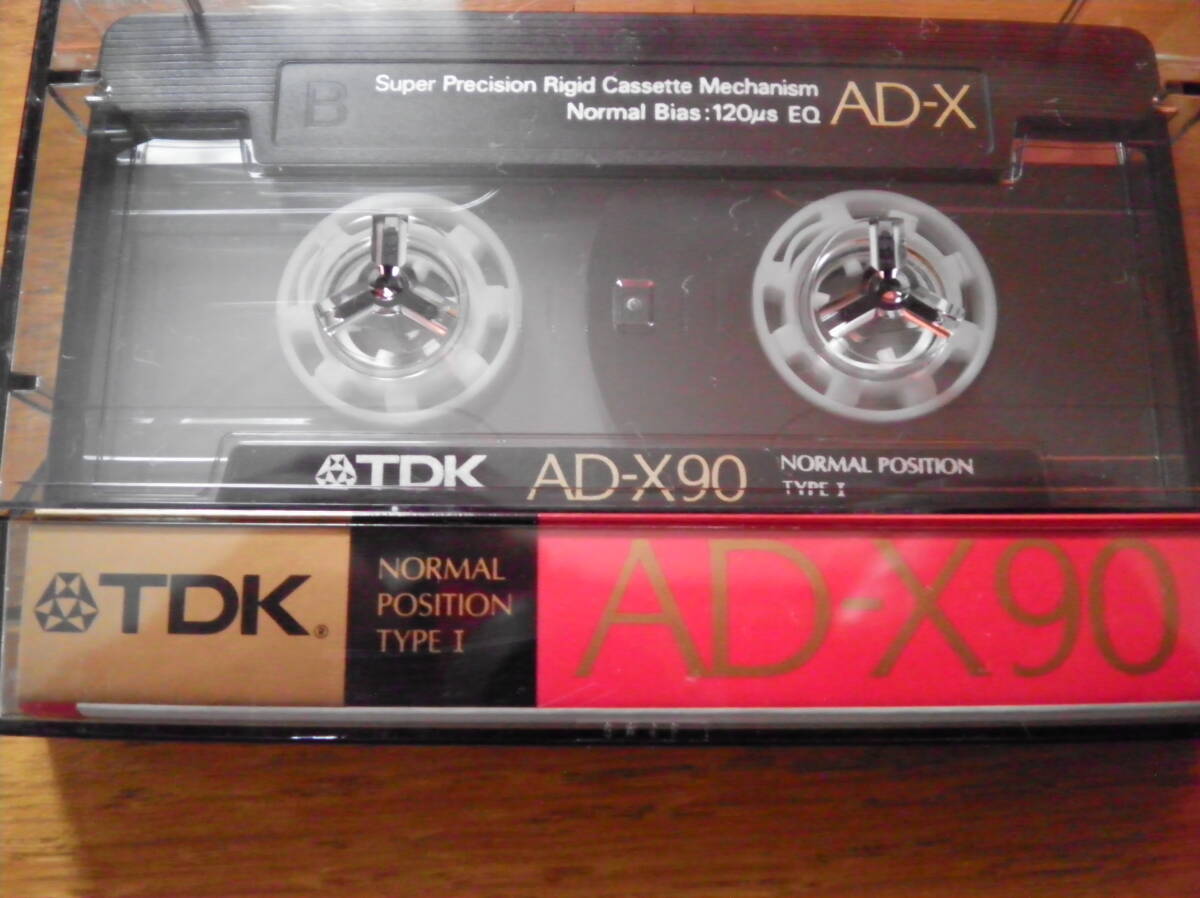 B
Super Precision Rigid Cassette Mechanism
Normal Bias:120μs EQ
AD-X
TDK AD-X90
NORMAL POSITION
TYPE I
TDK®
NORMAL
POSITION
TYPE I
AD-X90